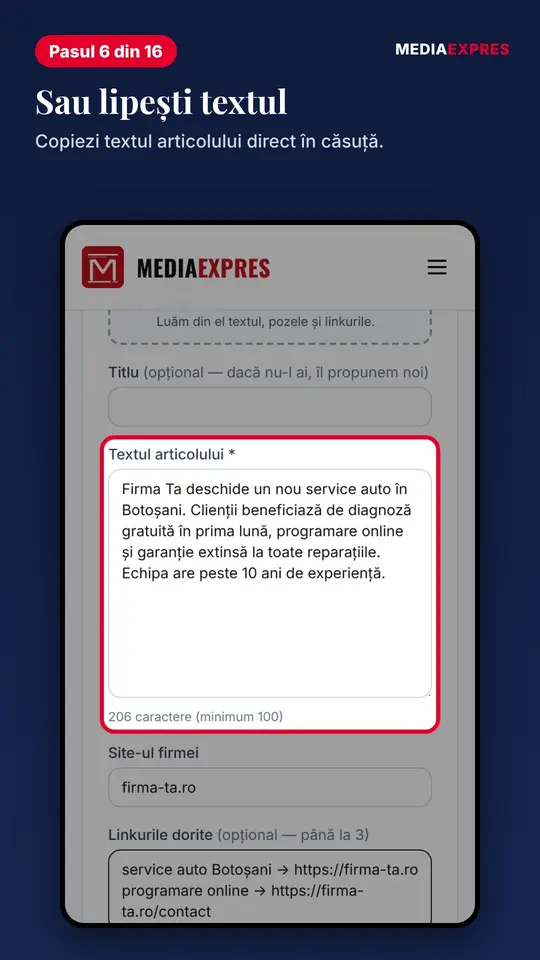 Pasul 6 din 16
MEDIAEXPRES
Sau lipești textul
Copiezi textul articolului direct în căsuță.
MEDIAEXPRES
Luăm din el textul, pozele și linkurile.
Titlu (opțional — dacă nu-l ai, îl propunem noi)
Textul articolului *
Firma Ta deschide un nou service auto în
Botoșani. Clienții beneficiază de diagnoză
gratuită în prima lună, programare online
și garanție extinsă la toate reparațiile.
Echipa are peste 10 ani de experiență.
206 caractere (minimum 100)
Site-ul firmei
firma-ta.ro
Linkurile dorite (opțional — până la 3)
service auto Botoșani → https://firma-ta.ro
programare online → https://firma-
ta.ro/contact